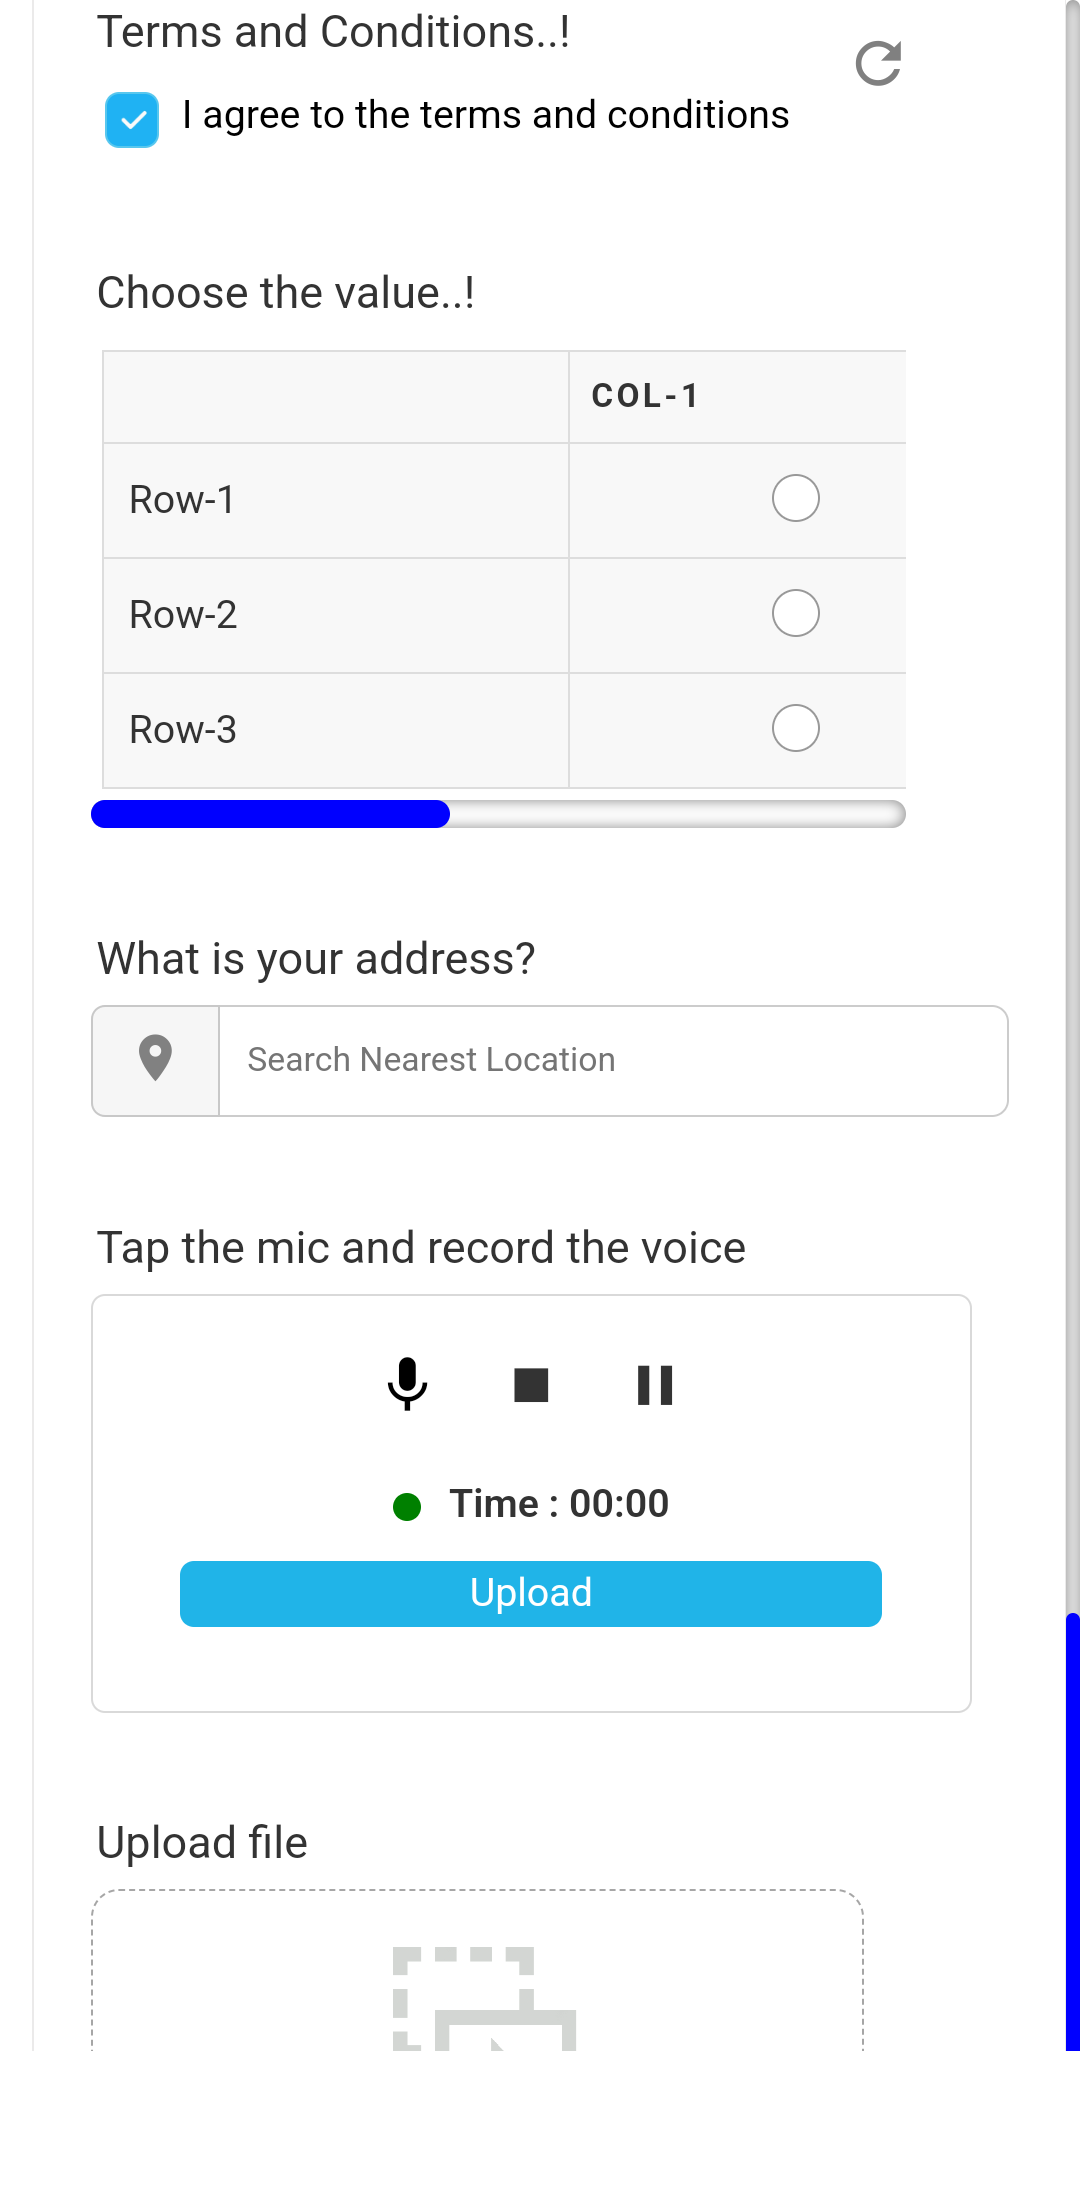 Terms and Conditions..!
I agree to the terms and conditions
Choose the value..!
COL-1
Row-1
Row-2
Row-3
What is your address?
Search Nearest Location
Tap the mic and record the voice
Time : 00:00
Upload
Upload file